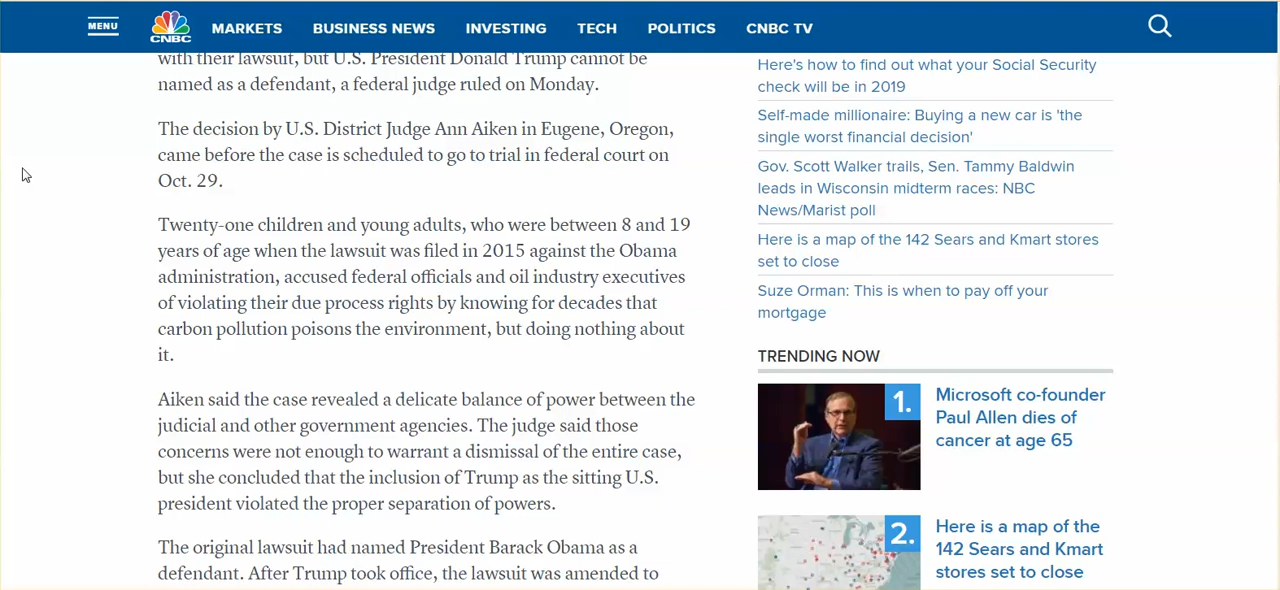 MENU
CNBC
MARKETS
BUSINESS NEWS
INVESTING
TECH
POLITICS
CNBC TV
with their lawsuit, but U.S. President Donald Trump cannot be
named as a defendant, a federal judge ruled on Monday.
The decision by U.S. District Judge Ann Aiken in Eugene, Oregon,
came before the case is scheduled to go to trial in federal court on
Oct. 29.
Twenty-one children and young adults, who were between 8 and 19
years of age when the lawsuit was filed in 2015 against the Obama
administration, accused federal officials and oil industry executives
of violating their due process rights by knowing for decades that
carbon pollution poisons the environment, but doing nothing about
it.
Aiken said the case revealed a delicate balance of power between the
judicial and other government agencies. The judge said those
concerns were not enough to warrant a dismissal of the entire case,
but she concluded that the inclusion of Trump as the sitting U.S.
president violated the proper separation of powers.
The original lawsuit had named President Barack Obama as a
defendant. After Trump took office, the lawsuit was amended to
Here's how to find out what your Social Security
check will be in 2019
Self-made millionaire: Buying a new car is 'the
single worst financial decision'
Gov. Scott Walker trails, Sen. Tammy Baldwin
leads in Wisconsin midterm races: NBC
News/Marist poll
Here is a map of the 142 Sears and Kmart stores
set to close
Suze Orman: This is when to pay off your
mortgage
TRENDING NOW
1.
Microsoft co-founder
Paul Allen dies of
cancer at age 65
2.
Here is a map of the
142 Sears and Kmart
stores set to close